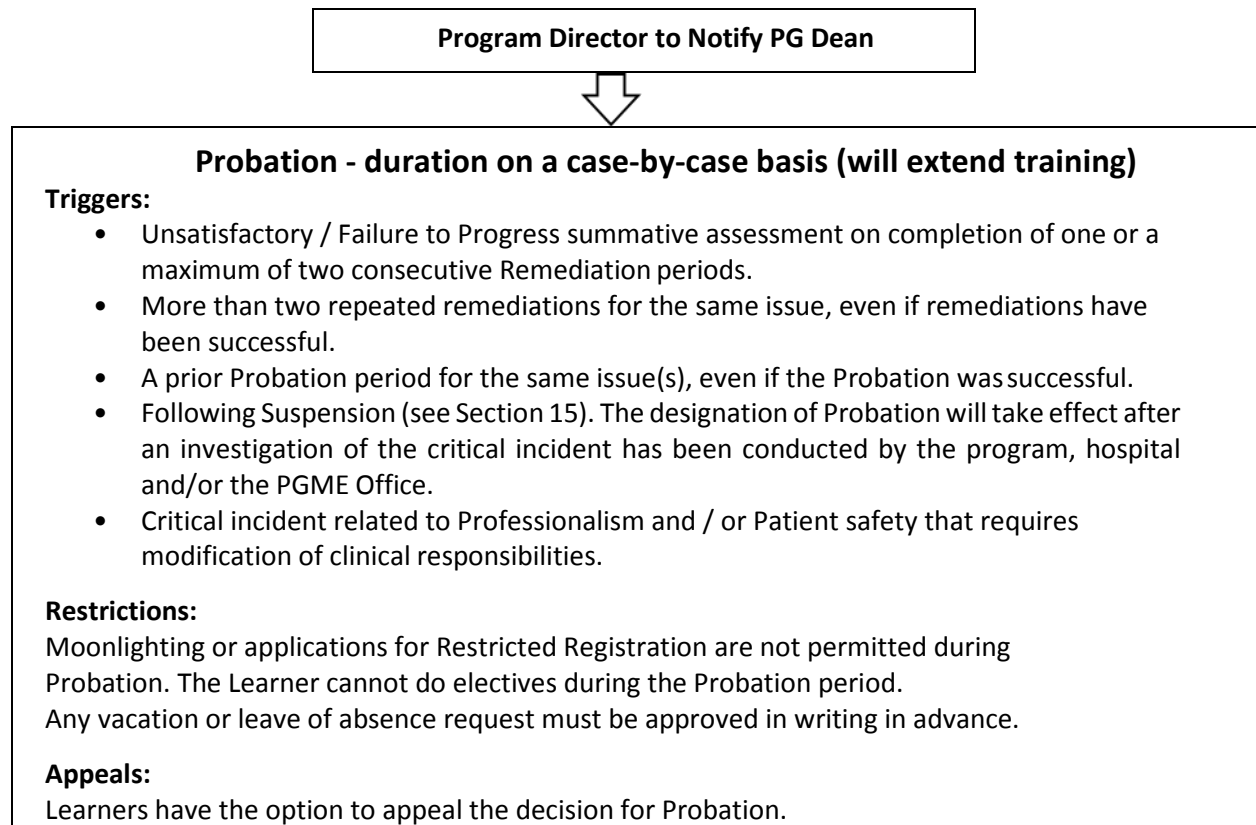 Program Director to Notify PG Dean
Probation - duration on a case-by-case basis (will extend training)
Triggers:
• Unsatisfactory / Failure to Progress summative assessment on completion of one or a
maximum of two consecutive Remediation periods.
• More than two repeated remediations for the same issue, even if remediations have
been successful.
• A prior Probation period for the same issue(s), even if the Probation was successful.
• Following Suspension (see Section 15). The designation of Probation will take effect after
an investigation of the critical incident has been conducted by the program, hospital
and/or the PGME Office.
• Critical incident related to Professionalism and / or Patient safety that requires
modification of clinical responsibilities.
Restrictions:
Moonlighting or applications for Restricted Registration are not permitted during
Probation. The Learner cannot do electives during the Probation period.
Any vacation or leave of absence request must be approved in writing in advance.
Appeals:
Learners have the option to appeal the decision for Probation.